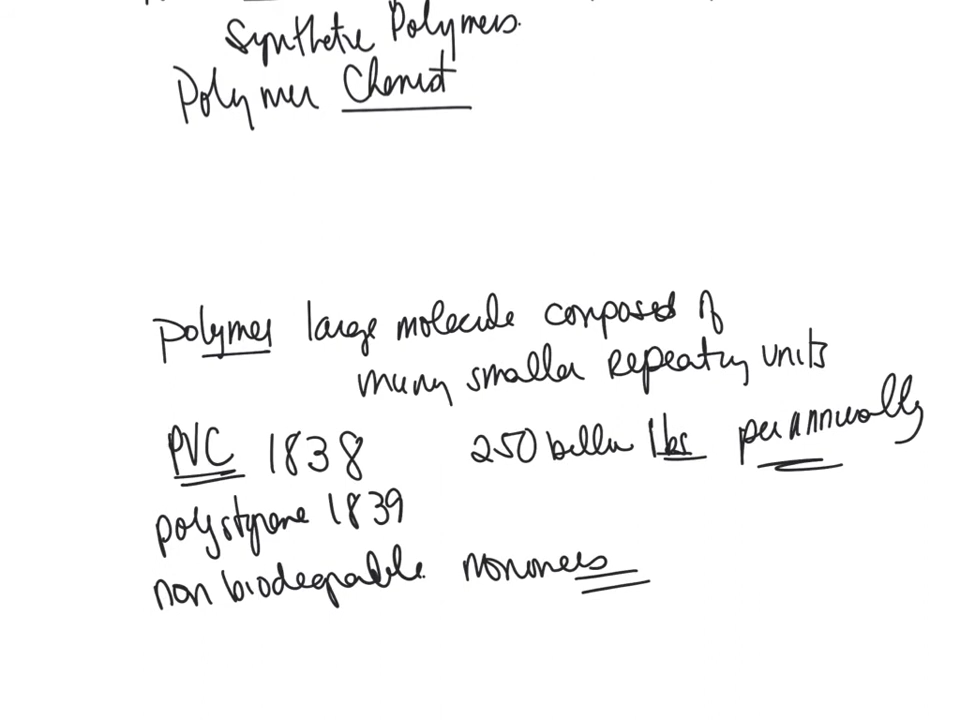 Synthetic Polymers.
Polymer Chemist
polymer large molecule composed of
many smaller repeating units
PVC 1838 250 billion lbs per annually
polystyrene 1839
non biodegradable monomers